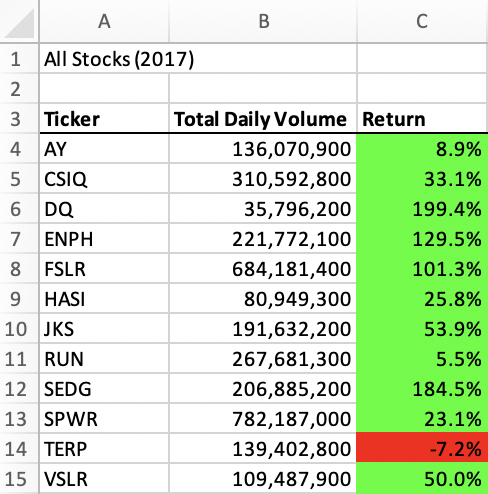 A B C
1 All Stocks (2017)
2
3 Ticker Total Daily Volume Return
4 AY 136,070,900 8.9%
5 CSIQ 310,592,800 33.1%
6 DQ 35,796,200 199.4%
7 ENPH 221,772,100 129.5%
8 FSLR 684,181,400 101.3%
9 HASI 80,949,300 25.8%
10 JKS 191,632,200 53.9%
11 RUN 267,681,300 5.5%
12 SEDG 206,885,200 184.5%
13 SPWR 782,187,000 23.1%
14 TERP 139,402,800 -7.2%
15 VSLR 109,487,900 50.0%